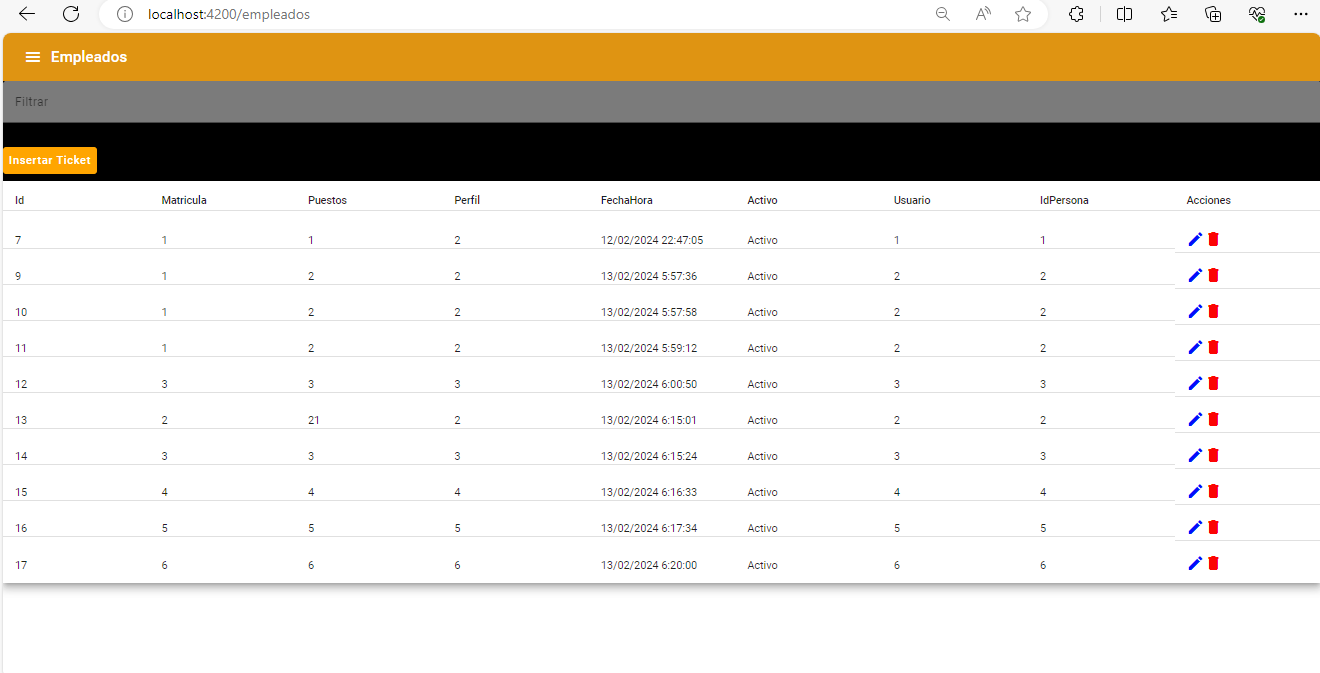 localhost:4200/empleados
Empleados
Filtrar
Insertar Ticket
Id Matricula Puestos Perfil FechaHora Activo Usuario IdPersona Acciones
7 1 1 2 12/02/2024 22:47:05 Activo 1 1
9 1 2 2 13/02/2024 5:57:36 Activo 2 2
10 1 2 2 13/02/2024 5:57:58 Activo 2 2
11 1 2 2 13/02/2024 5:59:12 Activo 2 2
12 3 3 3 13/02/2024 6:00:50 Activo 3 3
13 2 21 2 13/02/2024 6:15:01 Activo 2 2
14 3 3 3 13/02/2024 6:15:24 Activo 3 3
15 4 4 4 13/02/2024 6:16:33 Activo 4 4
16 5 5 5 13/02/2024 6:17:34 Activo 5 5
17 6 6 6 13/02/2024 6:20:00 Activo 6 6